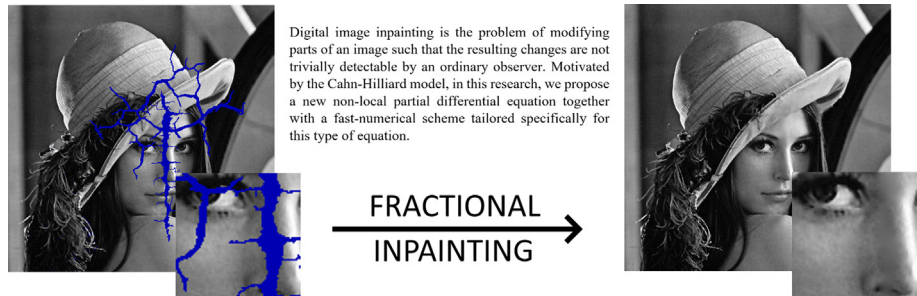 Digital image inpainting is the problem of modifying
parts of an image such that the resulting changes are not
trivially detectable by an ordinary observer. Motivated
by the Cahn-Hilliard model, in this research, we propose
a new non-local partial differential equation together
with a fast-numerical scheme tailored specifically for
this type of equation.
FRACTIONAL
INPAINTING